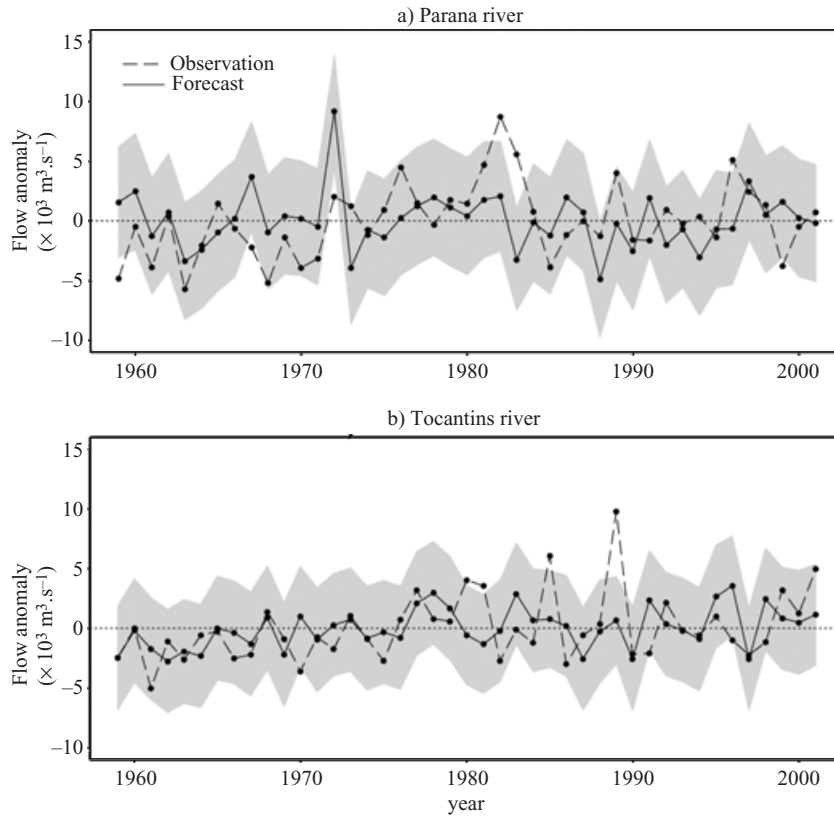 a) Parana river
15
10
5
0
−5
−10
Flow anomaly
(× 10³ m³.s⁻¹)
Observation
Forecast
1960 1970 1980 1990 2000
b) Tocantins river
15
10
5
0
−5
−10
Flow anomaly
(× 10³ m³.s⁻¹)
1960 1970 1980 1990 2000
year